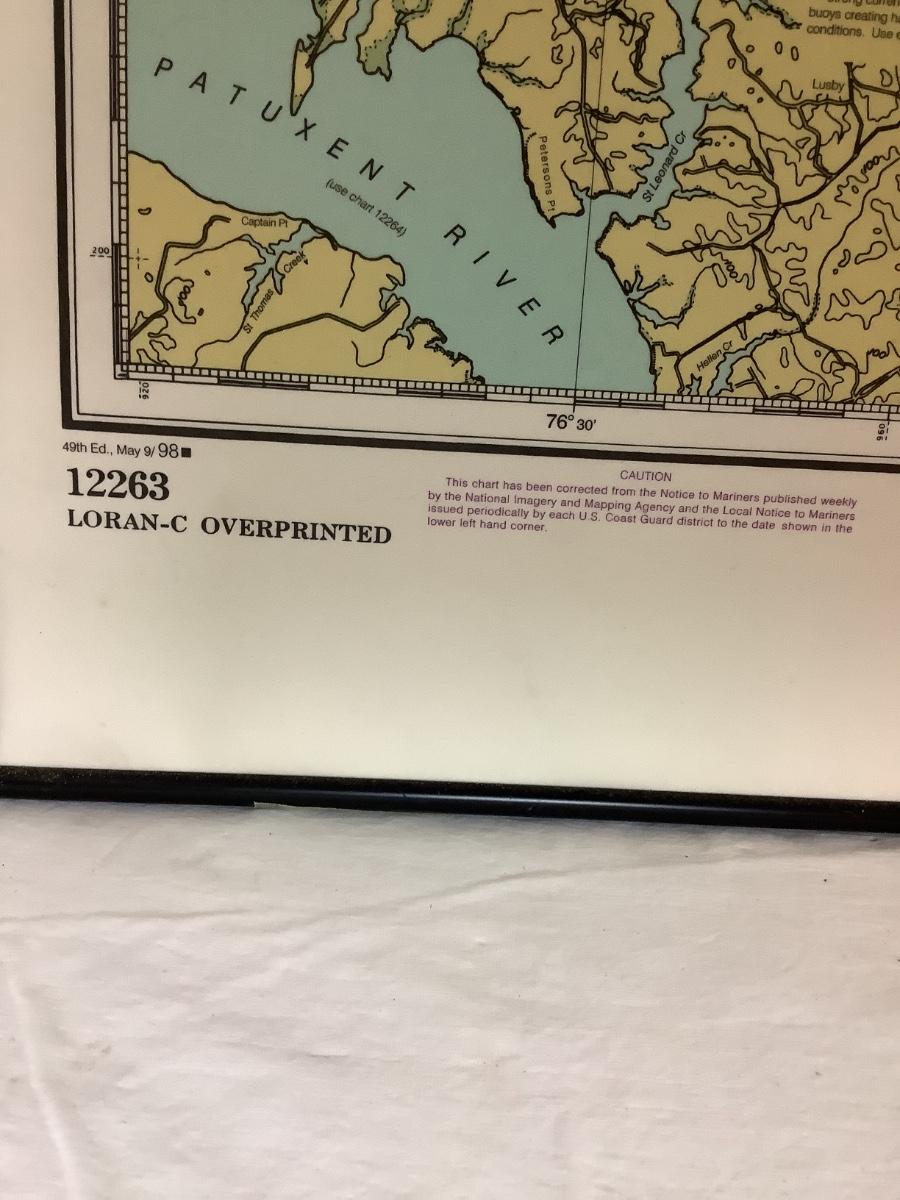 buoys creating
conditions. Use
Lusby
PATUXENT RIVER
(use chart 12264)
Petersons Pt
St Leonard Cr
Captain Pt
St Thomas Creek
Hellen Cr
200
920
960
76° 30'
49th Ed., May 9/98■
12263
LORAN-C OVERPRINTED
CAUTION
This chart has been corrected from the Notice to Mariners published weekly
by the National Imagery and Mapping Agency and the Local Notice to Mariners
issued periodically by each U.S. Coast Guard district to the date shown in the
lower left hand corner.